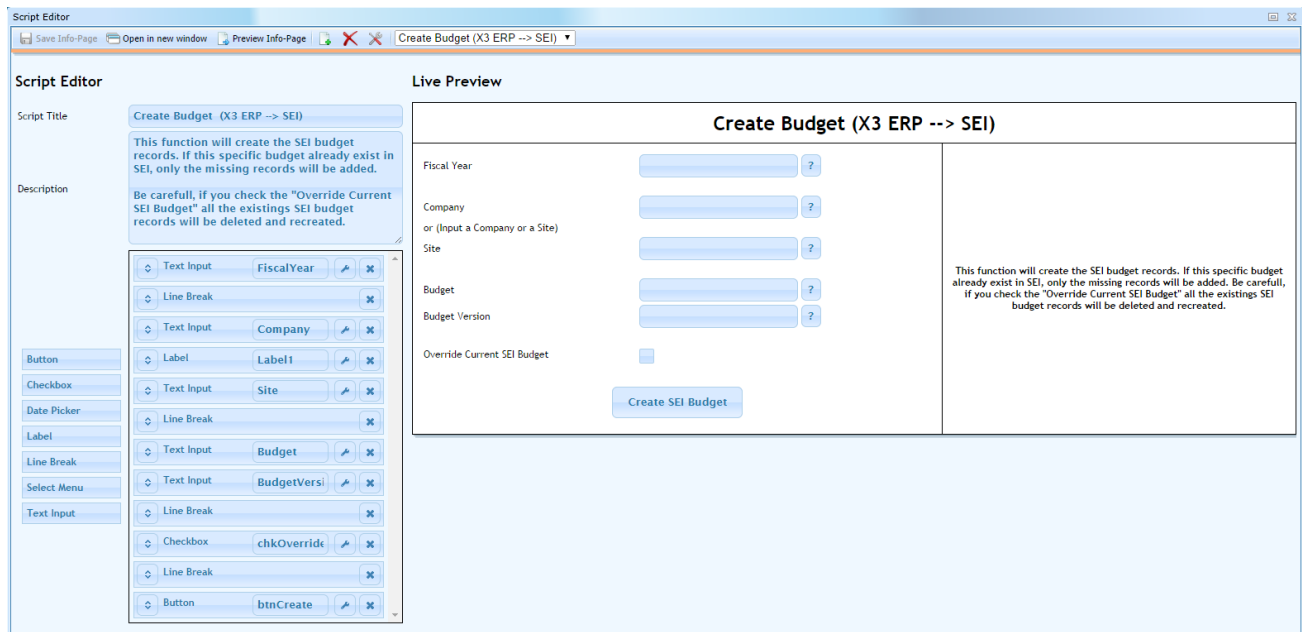 Script Editor
Save Info-Page Open in new window Preview Info-Page Create Budget (X3 ERP --> SEI)
Script Editor
Script Title
Create Budget (X3 ERP --> SEI)
Description
This function will create the SEI budget
records. If this specific budget already exist in
SEI, only the missing records will be added.
Be carefull, if you check the "Override Current
SEI Budget" all the existings SEI budget
records will be deleted and recreated.
Button
Checkbox
Date Picker
Label
Line Break
Select Menu
Text Input
Text Input FiscalYear
Line Break
Text Input Company
Label Label1
Text Input Site
Line Break
Text Input Budget
Text Input BudgetVersi
Line Break
Checkbox chkOverride
Line Break
Button btnCreate
Live Preview
Create Budget (X3 ERP --> SEI)
Fiscal Year ?
Company ?
or (Input a Company or a Site)
Site ?
Budget ?
Budget Version ?
Override Current SEI Budget
Create SEI Budget
This function will create the SEI budget records. If this specific budget
already exist in SEI, only the missing records will be added. Be carefull,
if you check the "Override Current SEI Budget" all the existings SEI
budget records will be deleted and recreated.